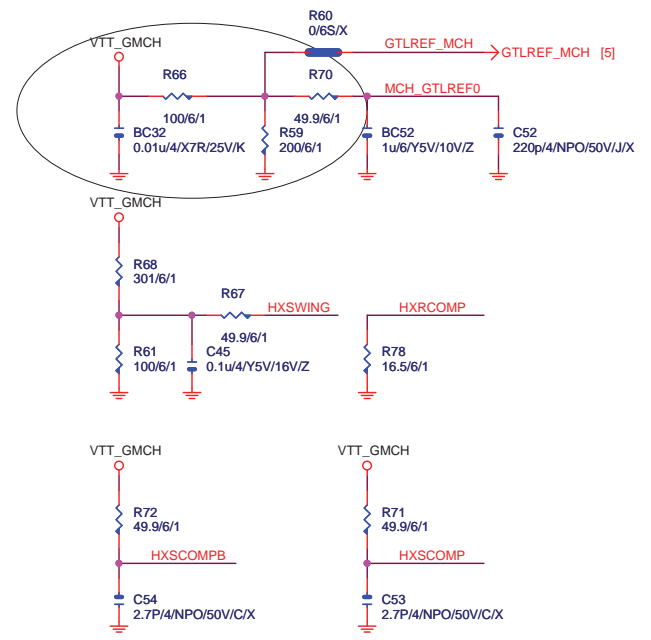 R60
0/6S/X
VTT_GMCH
GTLREF_MCH
GTLREF_MCH [5]
R66
R70
MCH_GTLREF0
100/6/1
49.9/6/1
BC32
0.01u/4/X7R/25V/K
R59
200/6/1
BC52
1u/6/Y5V/10V/Z
C52
220p/4/NPO/50V/J/X
VTT_GMCH
R68
301/6/1
R67
HXSWING
HXRCOMP
49.9/6/1
R61
100/6/1
C45
0.1u/4/Y5V/16V/Z
R78
16.5/6/1
VTT_GMCH
VTT_GMCH
R72
49.9/6/1
R71
49.9/6/1
HXSCOMPB
HXSCOMP
C54
2.7P/4/NPO/50V/C/X
C53
2.7P/4/NPO/50V/C/X